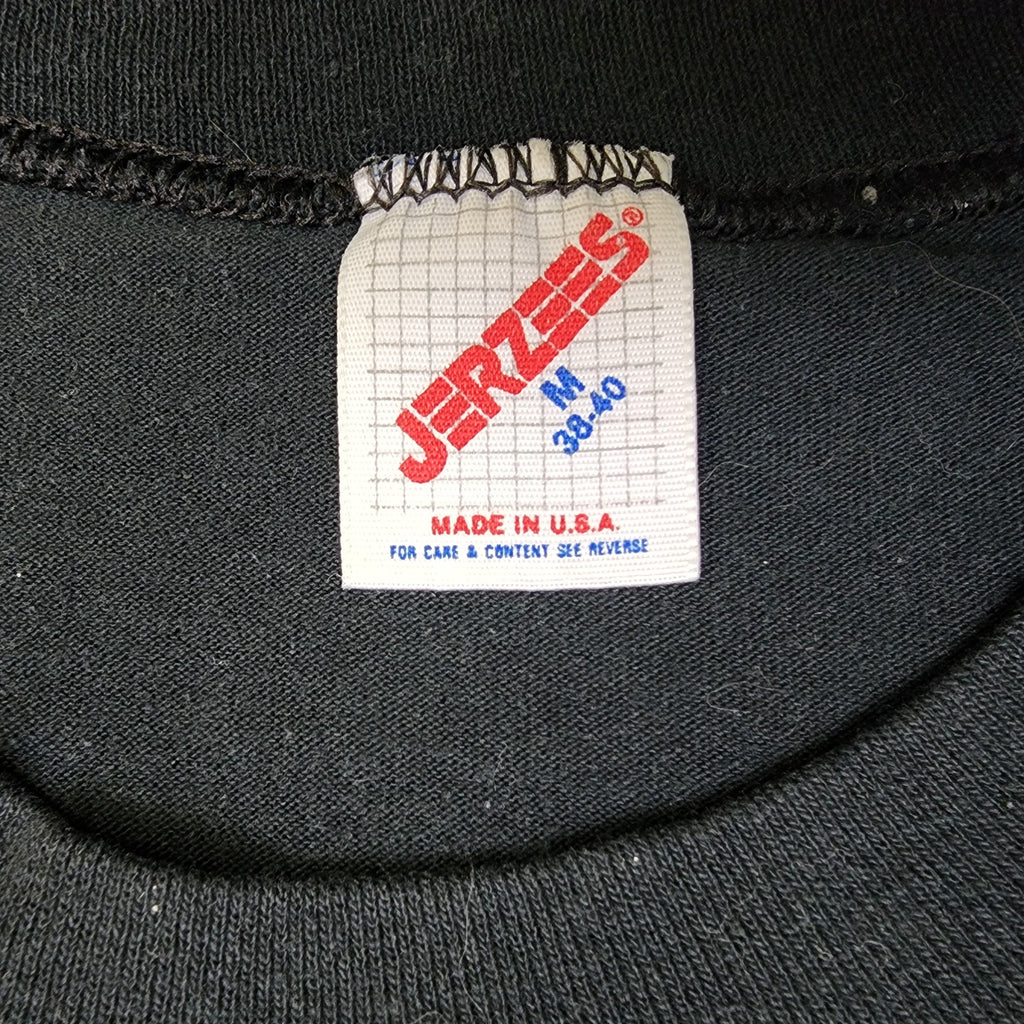 JERZEES®
M
38-40
MADE IN U.S.A.
FOR CARE & CONTENT SEE REVERSE